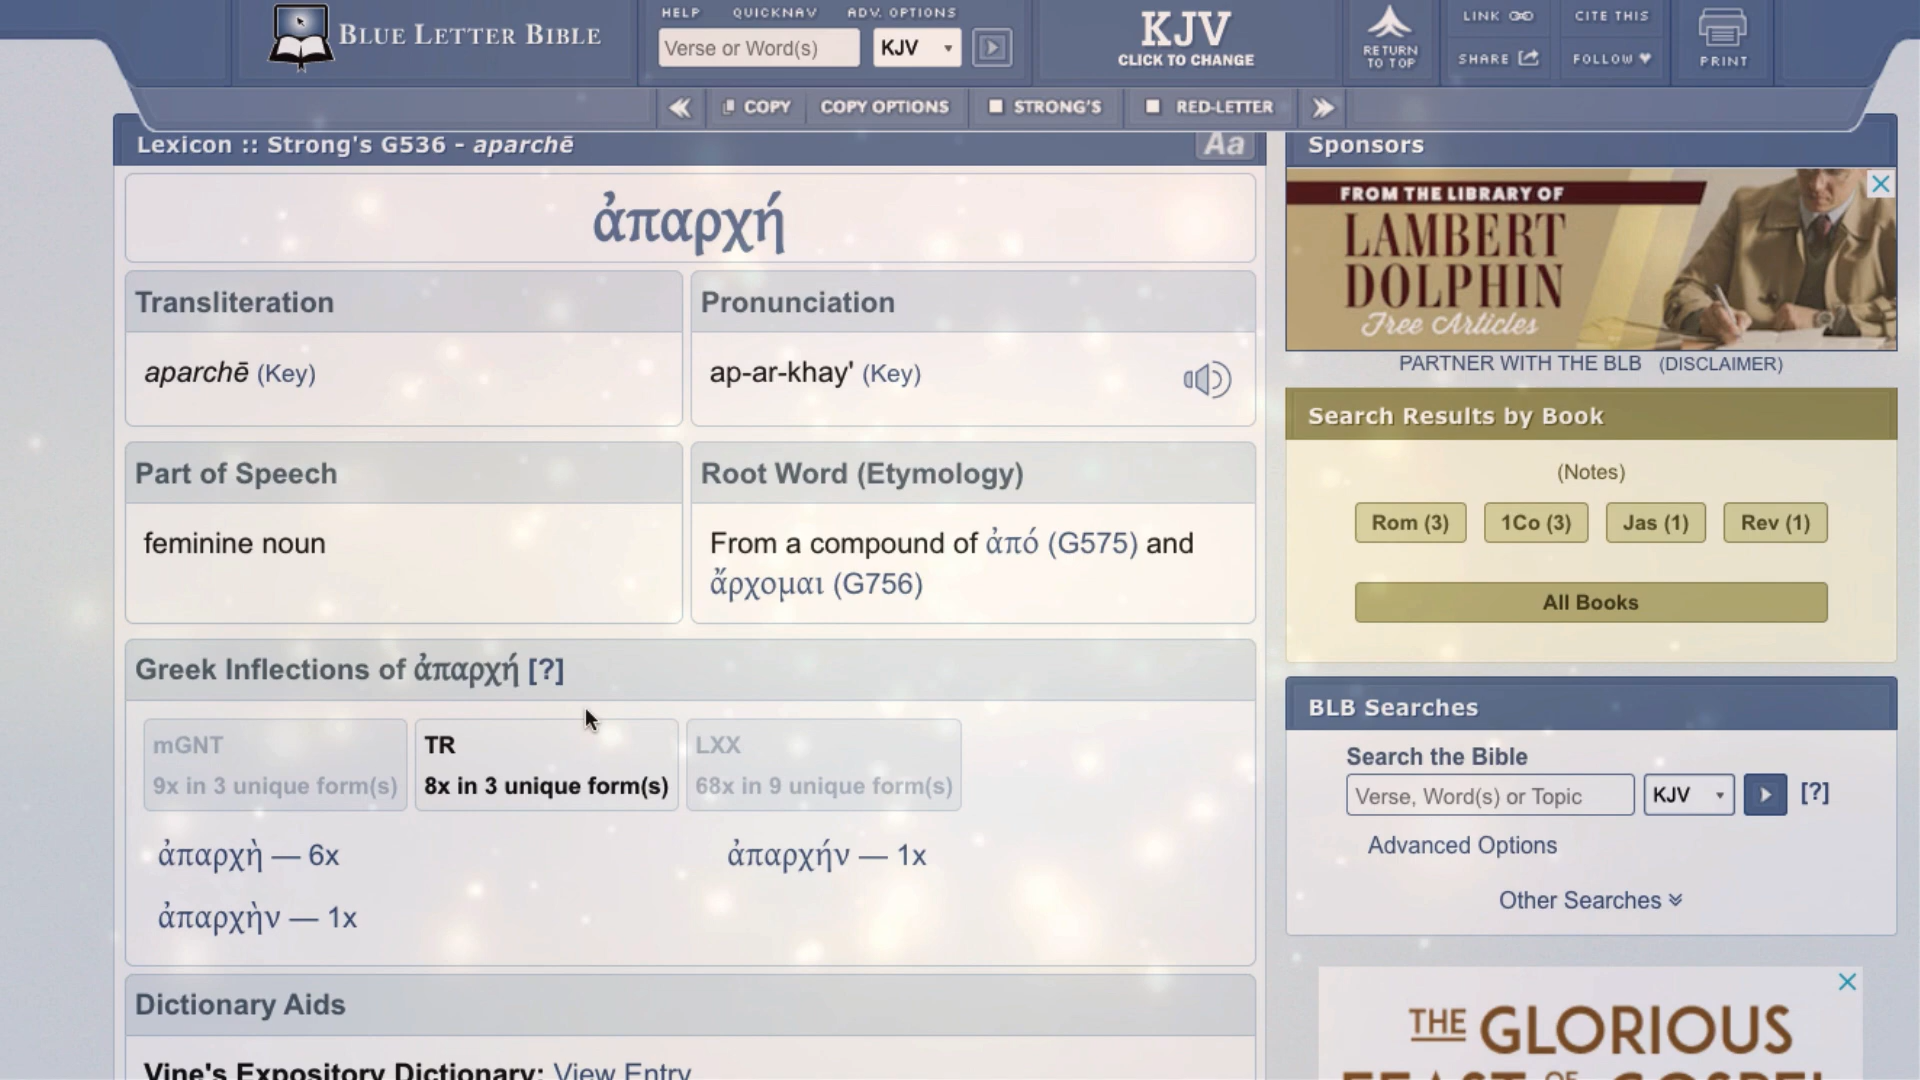 BLUE LETTER BIBLE
HELP QUICKNAV ADV. OPTIONS
Verse or Word(s) KJV
KJV
CLICK TO CHANGE
RETURN
TO TOP
LINK
SHARE
CITE THIS
FOLLOW
PRINT
COPY COPY OPTIONS STRONG'S RED-LETTER
Lexicon :: Strong's G536 - aparchē
Aa
ἀπαρχή
Transliteration
aparchē (Key)
Pronunciation
ap-ar-khay' (Key)
Part of Speech
feminine noun
Root Word (Etymology)
From a compound of ἀπό (G575) and
ἄρχομαι (G756)
Greek Inflections of ἀπαρχή [?]
mGNT
9x in 3 unique form(s)
TR
8x in 3 unique form(s)
LXX
68x in 9 unique form(s)
ἀπαρχὴ — 6x
ἀπαρχήν — 1x
ἀπαρχὴν — 1x
Dictionary Aids
Vine's Expository Dictionary: View Entry
Sponsors
FROM THE LIBRARY OF
LAMBERT
DOLPHIN
Free Articles
PARTNER WITH THE BLB (DISCLAIMER)
Search Results by Book
(Notes)
Rom (3) 1Co (3) Jas (1) Rev (1)
All Books
BLB Searches
Search the Bible
Verse, Word(s) or Topic KJV [?]
Advanced Options
Other Searches
THE GLORIOUS
FEAST OF GOSPEL